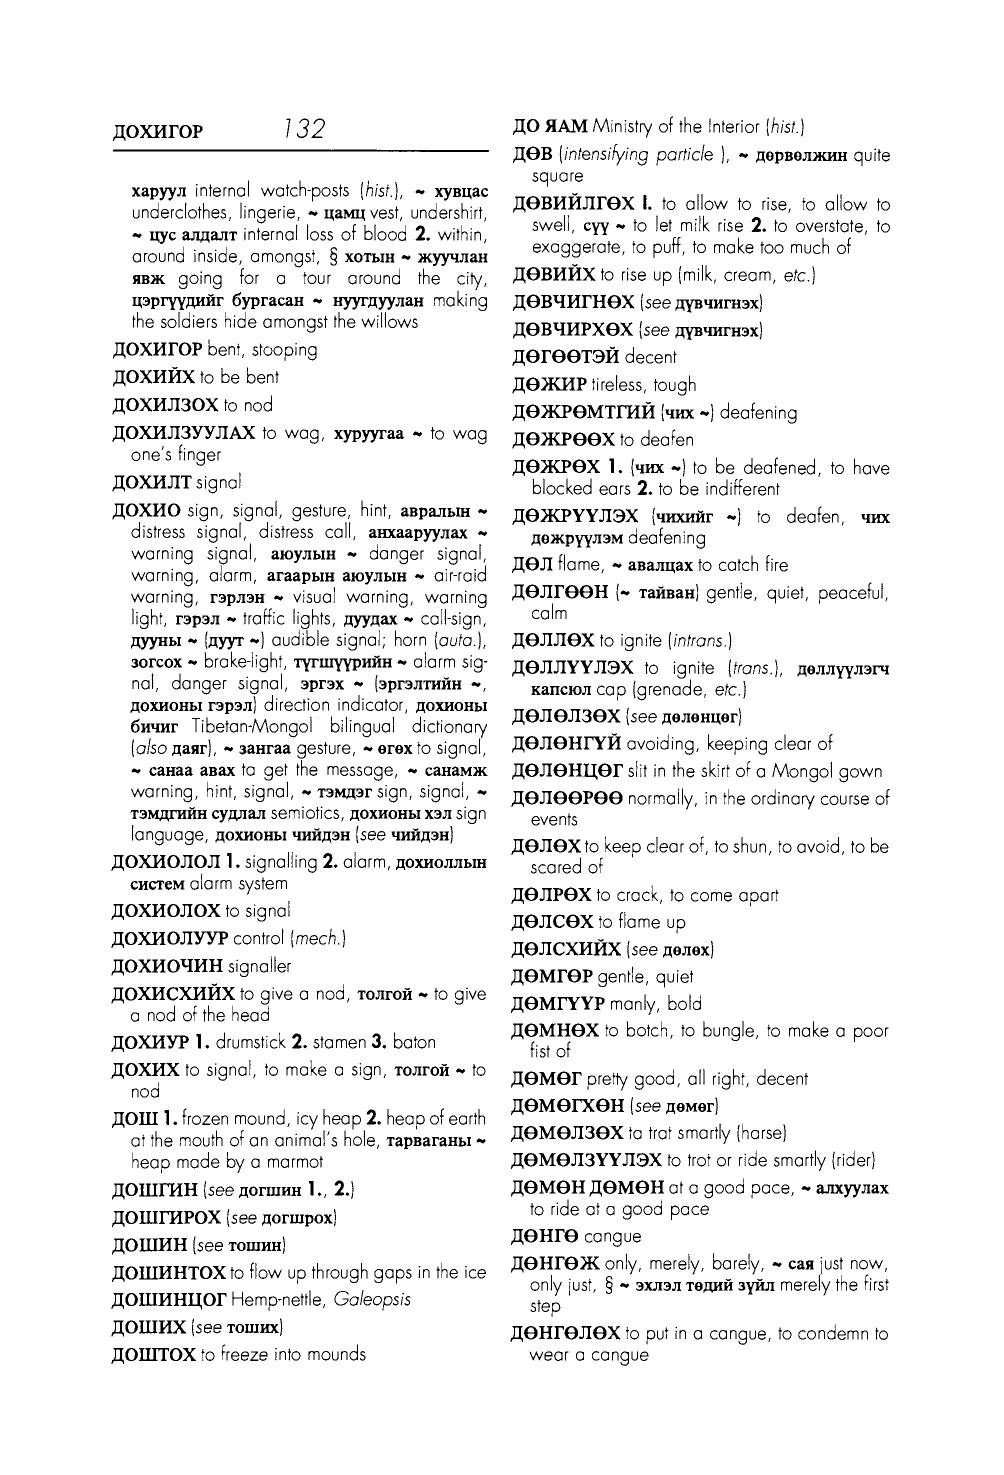 ДОХИГОР 132
харуул internal watch-posts (hist.), ~ хувцас
underclothes, lingerie, ~ цамц vest, undershirt,
~ цус алдалт internal loss of blood 2. within,
around inside, amongst, § хотын ~ жуучлан
явж going for a tour around the city,
цэргүүдийг бургасан ~ нуугдуулан making
the soldiers hide amongst the willows
ДОХИГОР bent, stooping
ДОХИЙХ to be bent
ДОХИЛЗОХ to nod
ДОХИЛЗУУЛАХ to wag, хуруугаа ~ to wag
one's finger
ДОХИЛТ signal
ДОХИО sign, signal, gesture, hint, авралын ~
distress signal, distress call, анхааруулах ~
warning signal, аюулын ~ danger signal,
warning, alarm, агаарын аюулын ~ air-raid
warning, гэрлэн ~ visual warning, warning
light, гэрэл ~ traffic lights, дуудах ~ call-sign,
дууны ~ (дуут ~) audible signal; horn (auto.),
зогсох ~ brake-light, түгшүүрийн ~ alarm sig-
nal, danger signal, эргэх ~ (эргэлтийн ~,
дохионы гэрэл) direction indicator, дохионы
бичиг Tibetan-Mongol bilingual dictionary
(also даяг), ~ зангаа gesture, ~ өгөх to signal,
~ санаа авах to get the message, ~ санамж
warning, hint, signal, ~ тэмдэг sign, signal, ~
тэмдгийн судлал semiotics, дохионы хэл sign
language, дохионы чийдэн (see чийдэн)
ДОХИОЛОЛ 1. signalling 2. alarm, дохиоллын
систем alarm system
ДОХИОЛОХ to signal
ДОХИОЛУУР control (mech.)
ДОХИОЧИН signaller
ДОХИСХИЙХ to give a nod, толгой ~ to give
a nod of the head
ДОХИУР 1. drumstick 2. stamen 3. baton
ДОХИХ to signal, to make a sign, толгой ~ to
nod
ДОШ 1. frozen mound, icy heap 2. heap of earth
at the mouth of an animal's hole, тарваганы ~
heap made by a marmot
ДОШГИН (see догшин 1., 2.)
ДОШГИРОХ (see догшрох)
ДОШИН (see тошин)
ДОШИНТОХ to flow up through gaps in the ice
ДОШИНЦОГ Hemp-nettle, Galeopsis
ДОШИХ (see тоших)
ДОШТОХ to freeze into mounds
ДО ЯАМ Ministry of the Interior (hist.)
ДӨВ (intensifying particle ), ~ дөрвөлжин quite
square
ДӨВИЙЛГӨХ I. to allow to rise, to allow to
swell, сүү ~ to let milk rise 2. to overstate, to
exaggerate, to puff, to make too much of
ДӨВИЙХ to rise up (milk, cream, etc.)
ДӨВЧИГНӨХ (see дүвчигнэх)
ДӨВЧИРХӨХ (see дүвчигнэх)
ДӨГӨӨТЭЙ decent
ДӨЖИР tireless, tough
ДӨЖРӨМТГИЙ (чих ~) deafening
ДӨЖРӨӨХ to deafen
ДӨЖРӨХ 1. (чих ~) to be deafened, to have
blocked ears 2. to be indifferent
ДӨЖРҮҮЛЭХ (чихийг ~) to deafen, чих
дөжрүүлэм deafening
ДӨЛ flame, ~ авалцах to catch fire
ДӨЛГӨӨН (~ тайван) gentle, quiet, peaceful,
calm
ДӨЛЛӨХ to ignite (intrans.)
ДӨЛЛҮҮЛЭХ to ignite (trans.), дөллүүлэгч
капсюл cap (grenade, etc.)
ДӨЛӨЛЗӨХ (see дөлөнцөг)
ДӨЛӨНГҮЙ avoiding, keeping clear of
ДӨЛӨНЦӨГ slit in the skirt of a Mongol gown
ДӨЛӨӨРӨӨ normally, in the ordinary course of
events
ДӨЛӨХ to keep clear of, to shun, to avoid, to be
scared of
ДӨЛРӨХ to crack, to come apart
ДӨЛСӨХ to flame up
ДӨЛСХИЙХ (see дөлөх)
ДӨМГӨР gentle, quiet
ДӨМГҮҮР manly, bold
ДӨМНӨХ to botch, to bungle, to make a poor
fist of
ДӨМӨГ pretty good, all right, decent
ДӨМӨГХӨН (see дөмөг)
ДӨМӨЛЗӨХ to trot smartly (horse)
ДӨМӨЛЗҮҮЛЭХ to trot or ride smartly (rider)
ДӨМӨН ДӨМӨН at a good pace, ~ алхуулах
to ride at a good pace
ДӨНГӨ cangue
ДӨНГӨЖ only, merely, barely, ~ сая just now,
only just, § ~ эхлэл төдий зүйл merely the first
step
ДӨНГӨЛӨХ to put in a cangue, to condemn to
wear a cangue